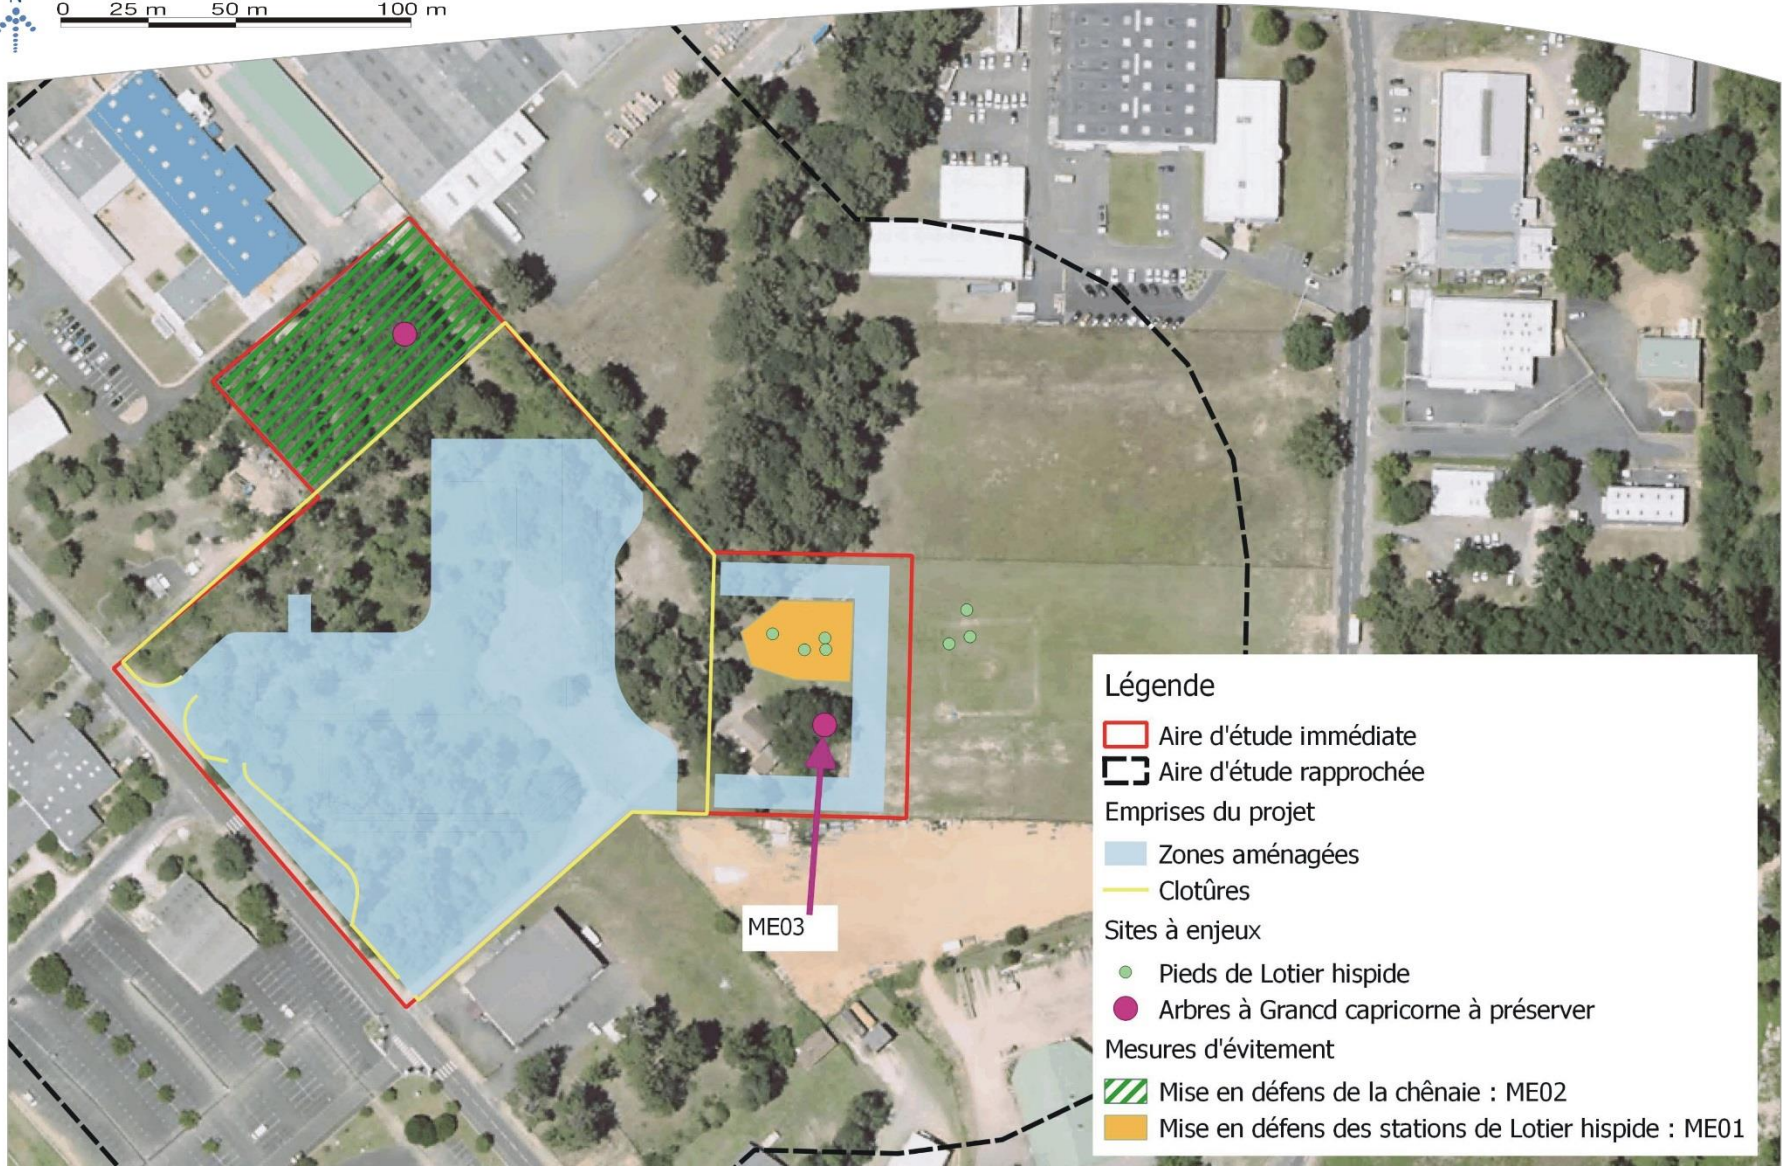 0 25 m 50 m 100 m
ME03
Légende
Aire d'étude immédiate
Aire d'étude rapprochée
Emprises du projet
Zones aménagées
Clotûres
Sites à enjeux
Pieds de Lotier hispide
Arbres à Grancd capricorne à préserver
Mesures d'évitement
Mise en défens de la chênaie : ME02
Mise en défens des stations de Lotier hispide : ME01